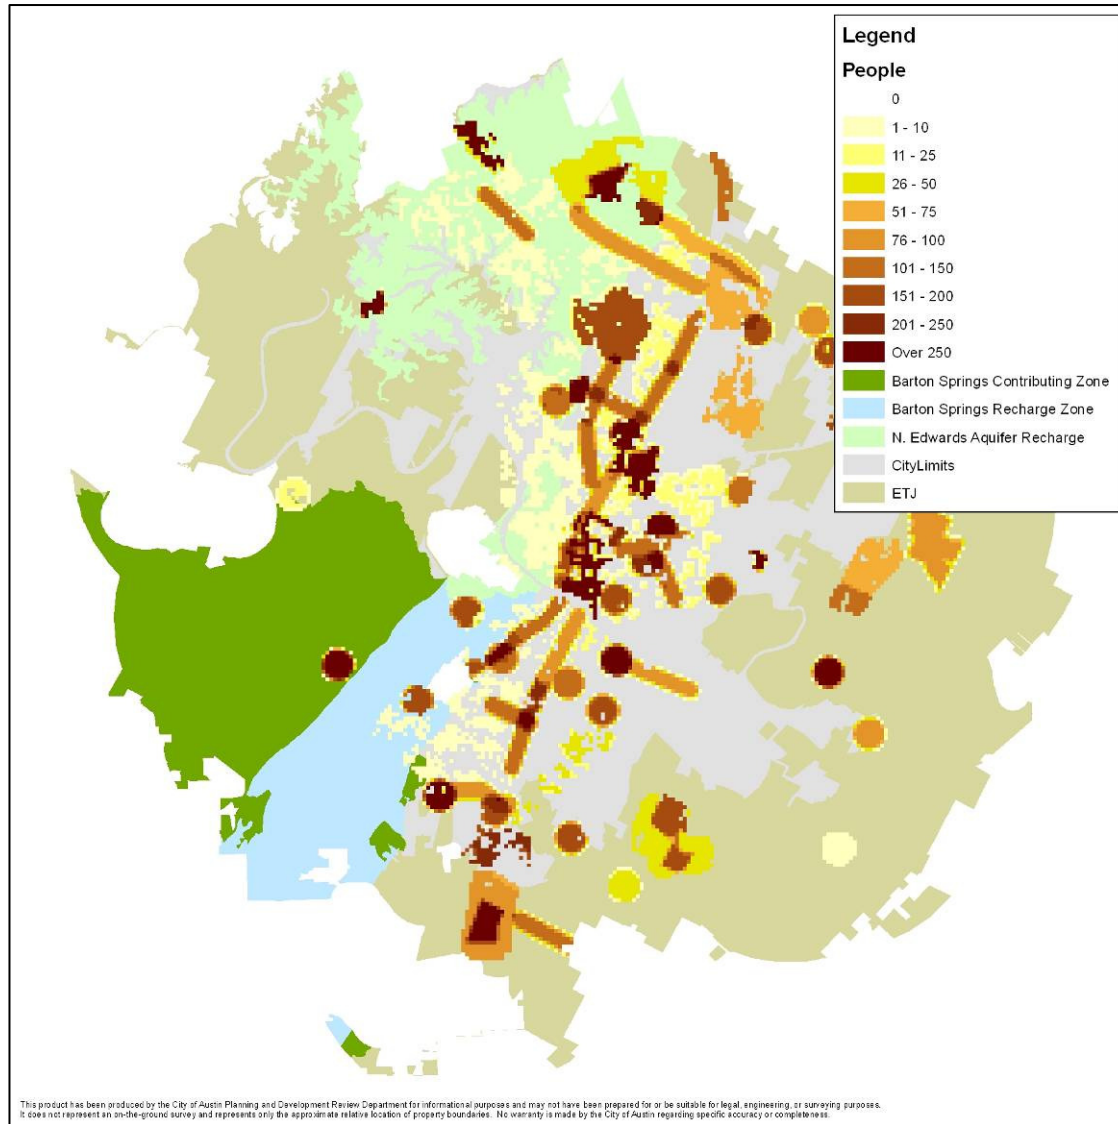 Legend
People
0
1 - 10
11 - 25
26 - 50
51 - 75
76 - 100
101 - 150
151 - 200
201 - 250
Over 250
Barton Springs Contributing Zone
Barton Springs Recharge Zone
N. Edwards Aquifer Recharge
CityLimits
ETJ
This product has been produced by the City of Austin Planning and Development Review Department for informational purposes and may not have been prepared for or be suitable for legal, engineering, or surveying purposes.
It does not represent an on-the-ground survey and represents only the approximate relative location of property boundaries. No warranty is made by the City of Austin regarding specific accuracy or completeness.